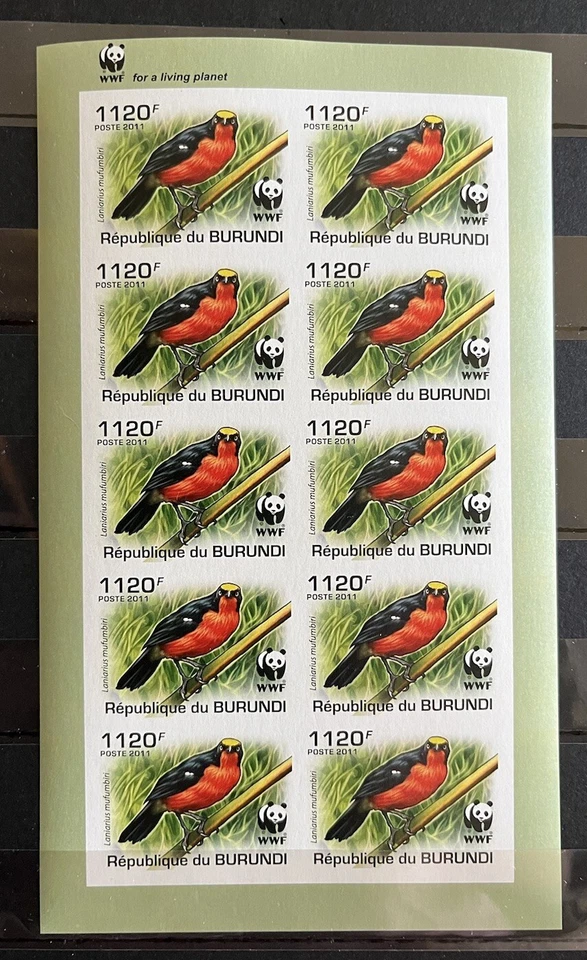 WWF for a living planet
1120F 1120F
POSTE 2011 POSTE 2011
Laniarius mufumbiri Laniarius mufumbiri
WWF WWF
République du BURUNDI République du BURUNDI
1120F 1120F
POSTE 2011 POSTE 2011
Laniarius mufumbiri Laniarius mufumbiri
WWF WWF
République du BURUNDI République du BURUNDI
1120F 1120F
POSTE 2011 POSTE 2011
Laniarius mufumbiri Laniarius mufumbiri
WWF WWF
République du BURUNDI République du BURUNDI
1120F 1120F
POSTE 2011 POSTE 2011
Laniarius mufumbiri Laniarius mufumbiri
WWF WWF
République du BURUNDI République du BURUNDI
1120F 1120F
POSTE 2011 POSTE 2011
Laniarius mufumbiri Laniarius mufumbiri
WWF WWF
République du BURUNDI République du BURUNDI